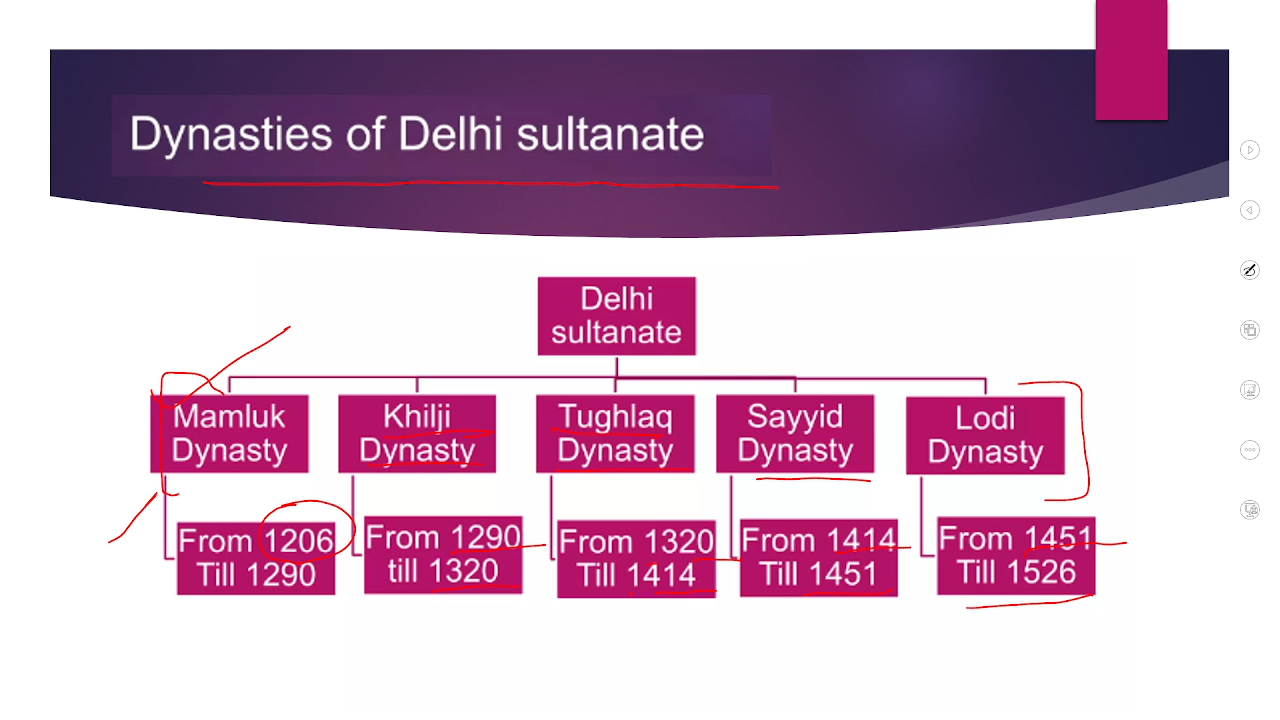 Dynasties of Delhi sultanate
Delhi
sultanate
Mamluk
Dynasty
Khilji
Dynasty
Tughlaq
Dynasty
Sayyid
Dynasty
Lodi
Dynasty
From 1206
Till 1290
From 1290
till 1320
From 1320
Till 1414
From 1414
Till 1451
From 1451
Till 1526